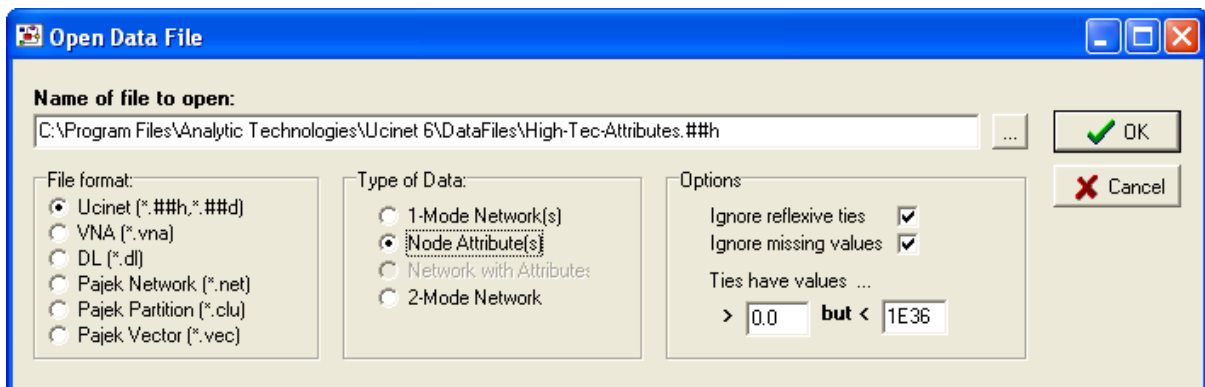 Open Data File
Name of file to open:
C:\Program Files\Analytic Technologies\Ucinet 6\DataFiles\High-Tec-Attributes.##h
...
OK
Cancel
File format:
Ucinet (*.##h,*.##d)
VNA (*.vna)
DL (*.dl)
Pajek Network (*.net)
Pajek Partition (*.clu)
Pajek Vector (*.vec)
Type of Data:
1-Mode Network(s)
Node Attribute(s)
Network with Attributes
2-Mode Network
Options
Ignore reflexive ties
Ignore missing values
Ties have values ...
> 0.0 but < 1E36